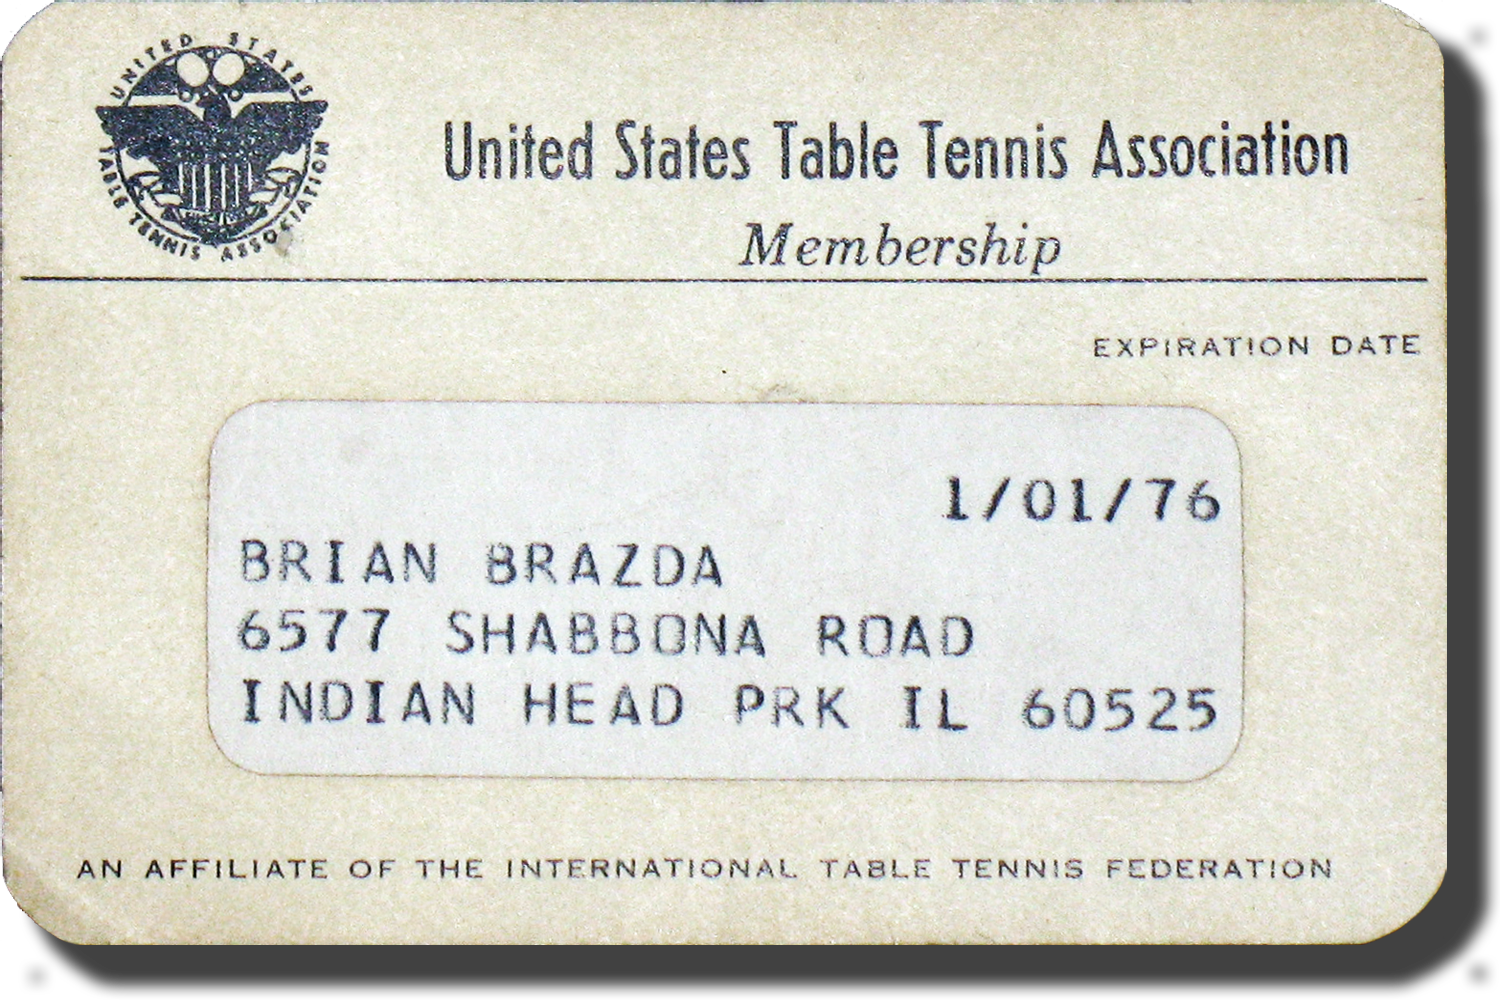 UNITED STATES
TABLE TENNIS ASSOCIATION
United States Table Tennis Association
Membership
EXPIRATION DATE
1/01/76
BRIAN BRAZDA
6577 SHABBONA ROAD
INDIAN HEAD PRK IL 60525
AN AFFILIATE OF THE INTERNATIONAL TABLE TENNIS FEDERATION